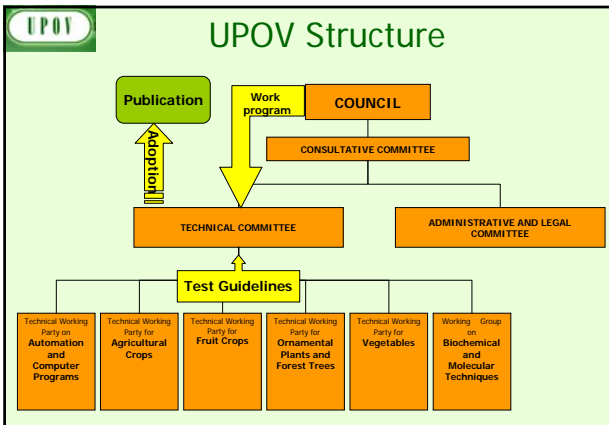 UPOV
UPOV Structure
Publication
Work
program
COUNCIL
Adoption
CONSULTATIVE COMMITTEE
TECHNICAL COMMITTEE
ADMINISTRATIVE AND LEGAL
COMMITTEE
Test Guidelines
Technical Working
Party on
Automation
and
Computer
Programs
Technical Working
Party for
Agricultural
Crops
Technical Working
Party for
Fruit Crops
Technical Working
Party for
Ornamental
Plants and
Forest Trees
Technical Working
Party for
Vegetables
Working Group
on
Biochemical
and
Molecular
Techniques